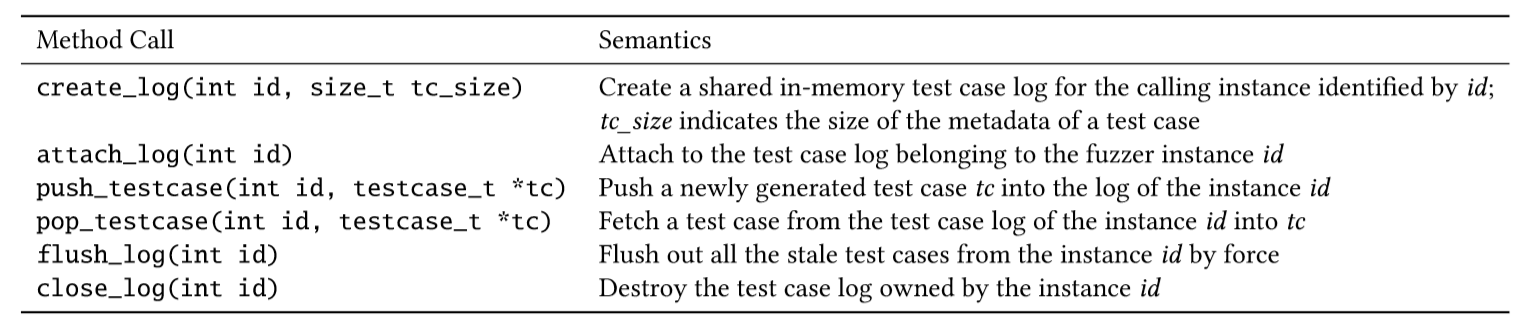 Method Call Semantics
create_log(int id, size_t tc_size) Create a shared in-memory test case log for the calling instance identified by id;
tc_size indicates the size of the metadata of a test case
attach_log(int id) Attach to the test case log belonging to the fuzzer instance id
push_testcase(int id, testcase_t *tc) Push a newly generated test case tc into the log of the instance id
pop_testcase(int id, testcase_t *tc) Fetch a test case from the test case log of the instance id into tc
flush_log(int id) Flush out all the stale test cases from the instance id by force
close_log(int id) Destroy the test case log owned by the instance id